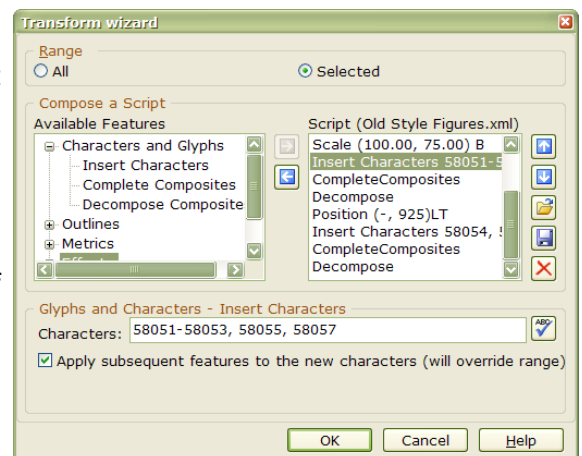 Transform wizard
Range
All
Selected
Compose a Script
Available Features
Characters and Glyphs
Insert Characters
Complete Composites
Decompose Composite
Outlines
Metrics
Script (Old Style Figures.xml)
Scale (100.00, 75.00) B
Insert Characters 58051-5
CompleteComposites
Decompose
Position (-, 925)LT
Insert Characters 58054, 5
CompleteComposites
Decompose
Glyphs and Characters - Insert Characters
Characters: 58051-58053, 58055, 58057
ABC
Apply subsequent features to the new characters (will override range)
OK Cancel Help